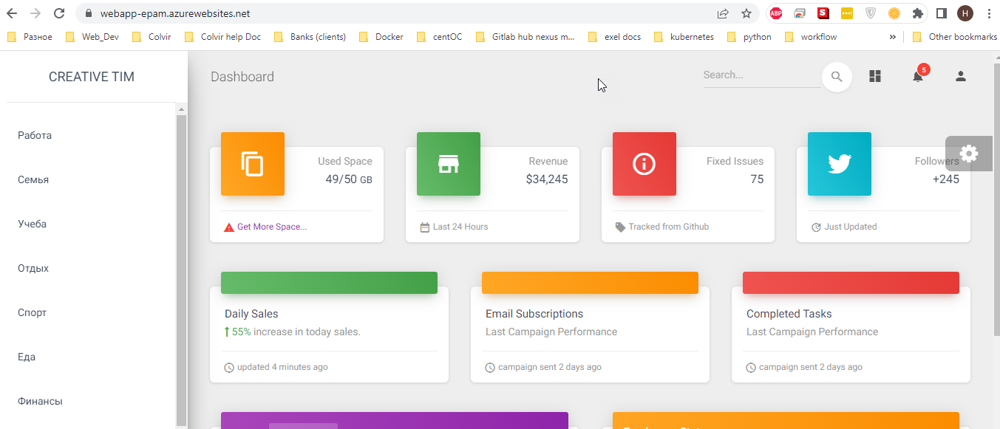 webapp-epam.azurewebsites.net
ABP
S
H
Разное
Web_Dev
Colvir
Colvir help Doc
Banks (clients)
Docker
centOC
Gitlab hub nexus m...
exel docs
kubernetes
python
workflow
»
Other bookmarks
CREATIVE TIM
Dashboard
Search...
5
Работа
Семья
Учеба
Отдых
Спорт
Еда
Финансы
Used Space
49/50 GB
Get More Space...
Revenue
$34,245
Last 24 Hours
Fixed Issues
75
Tracked from Github
Followers
+245
Just Updated
Daily Sales
55% increase in today sales.
updated 4 minutes ago
Email Subscriptions
Last Campaign Performance
campaign sent 2 days ago
Completed Tasks
Last Campaign Performance
campaign sent 2 days ago